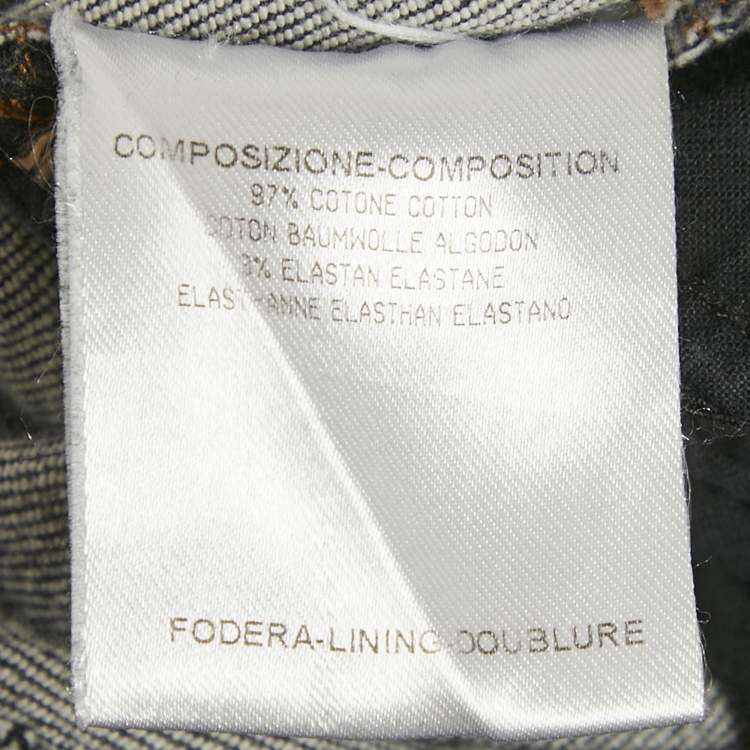 COMPOSIZIONE-COMPOSITION
97% COTONE COTTON
COTON BAUMWOLLE ALGODON
3% ELASTAN ELASTANE
ELASTHANNE ELASTHAN ELASTANO
FODERA-LINING-DOUBLURE